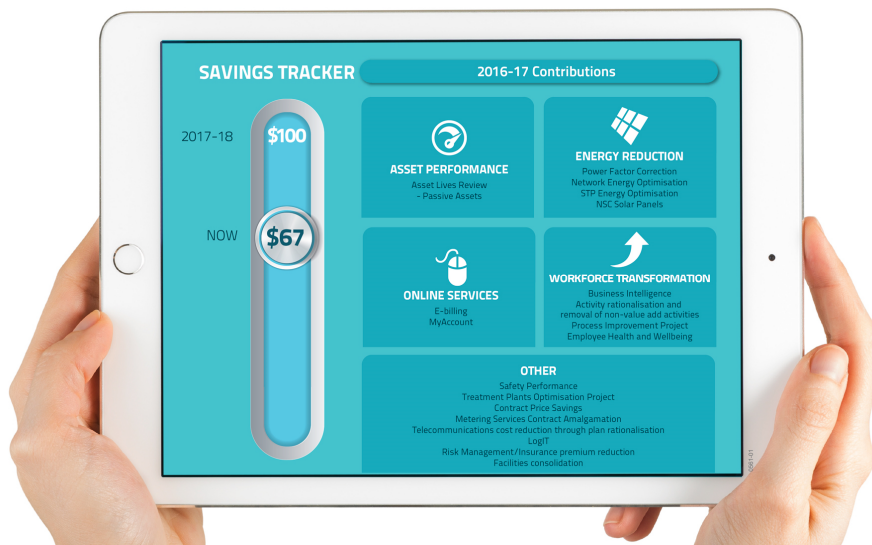 SAVINGS TRACKER
2016-17 Contributions
2017-18
$100
NOW
$67
ASSET PERFORMANCE
Asset Lives Review
- Passive Assets
ENERGY REDUCTION
Power Factor Correction
Network Energy Optimisation
STP Energy Optimisation
NSC Solar Panels
ONLINE SERVICES
E-billing
MyAccount
WORKFORCE TRANSFORMATION
Business Intelligence
Activity rationalisation and
removal of non-value add activities
Process Improvement Project
Employee Health and Wellbeing
OTHER
Safety Performance
Treatment Plants Optimisation Project
Contract Price Savings
Metering Services Contract Amalgamation
Telecommunications cost reduction through plan rationalisation
LogIT
Risk Management/Insurance premium reduction
Facilities consolidation